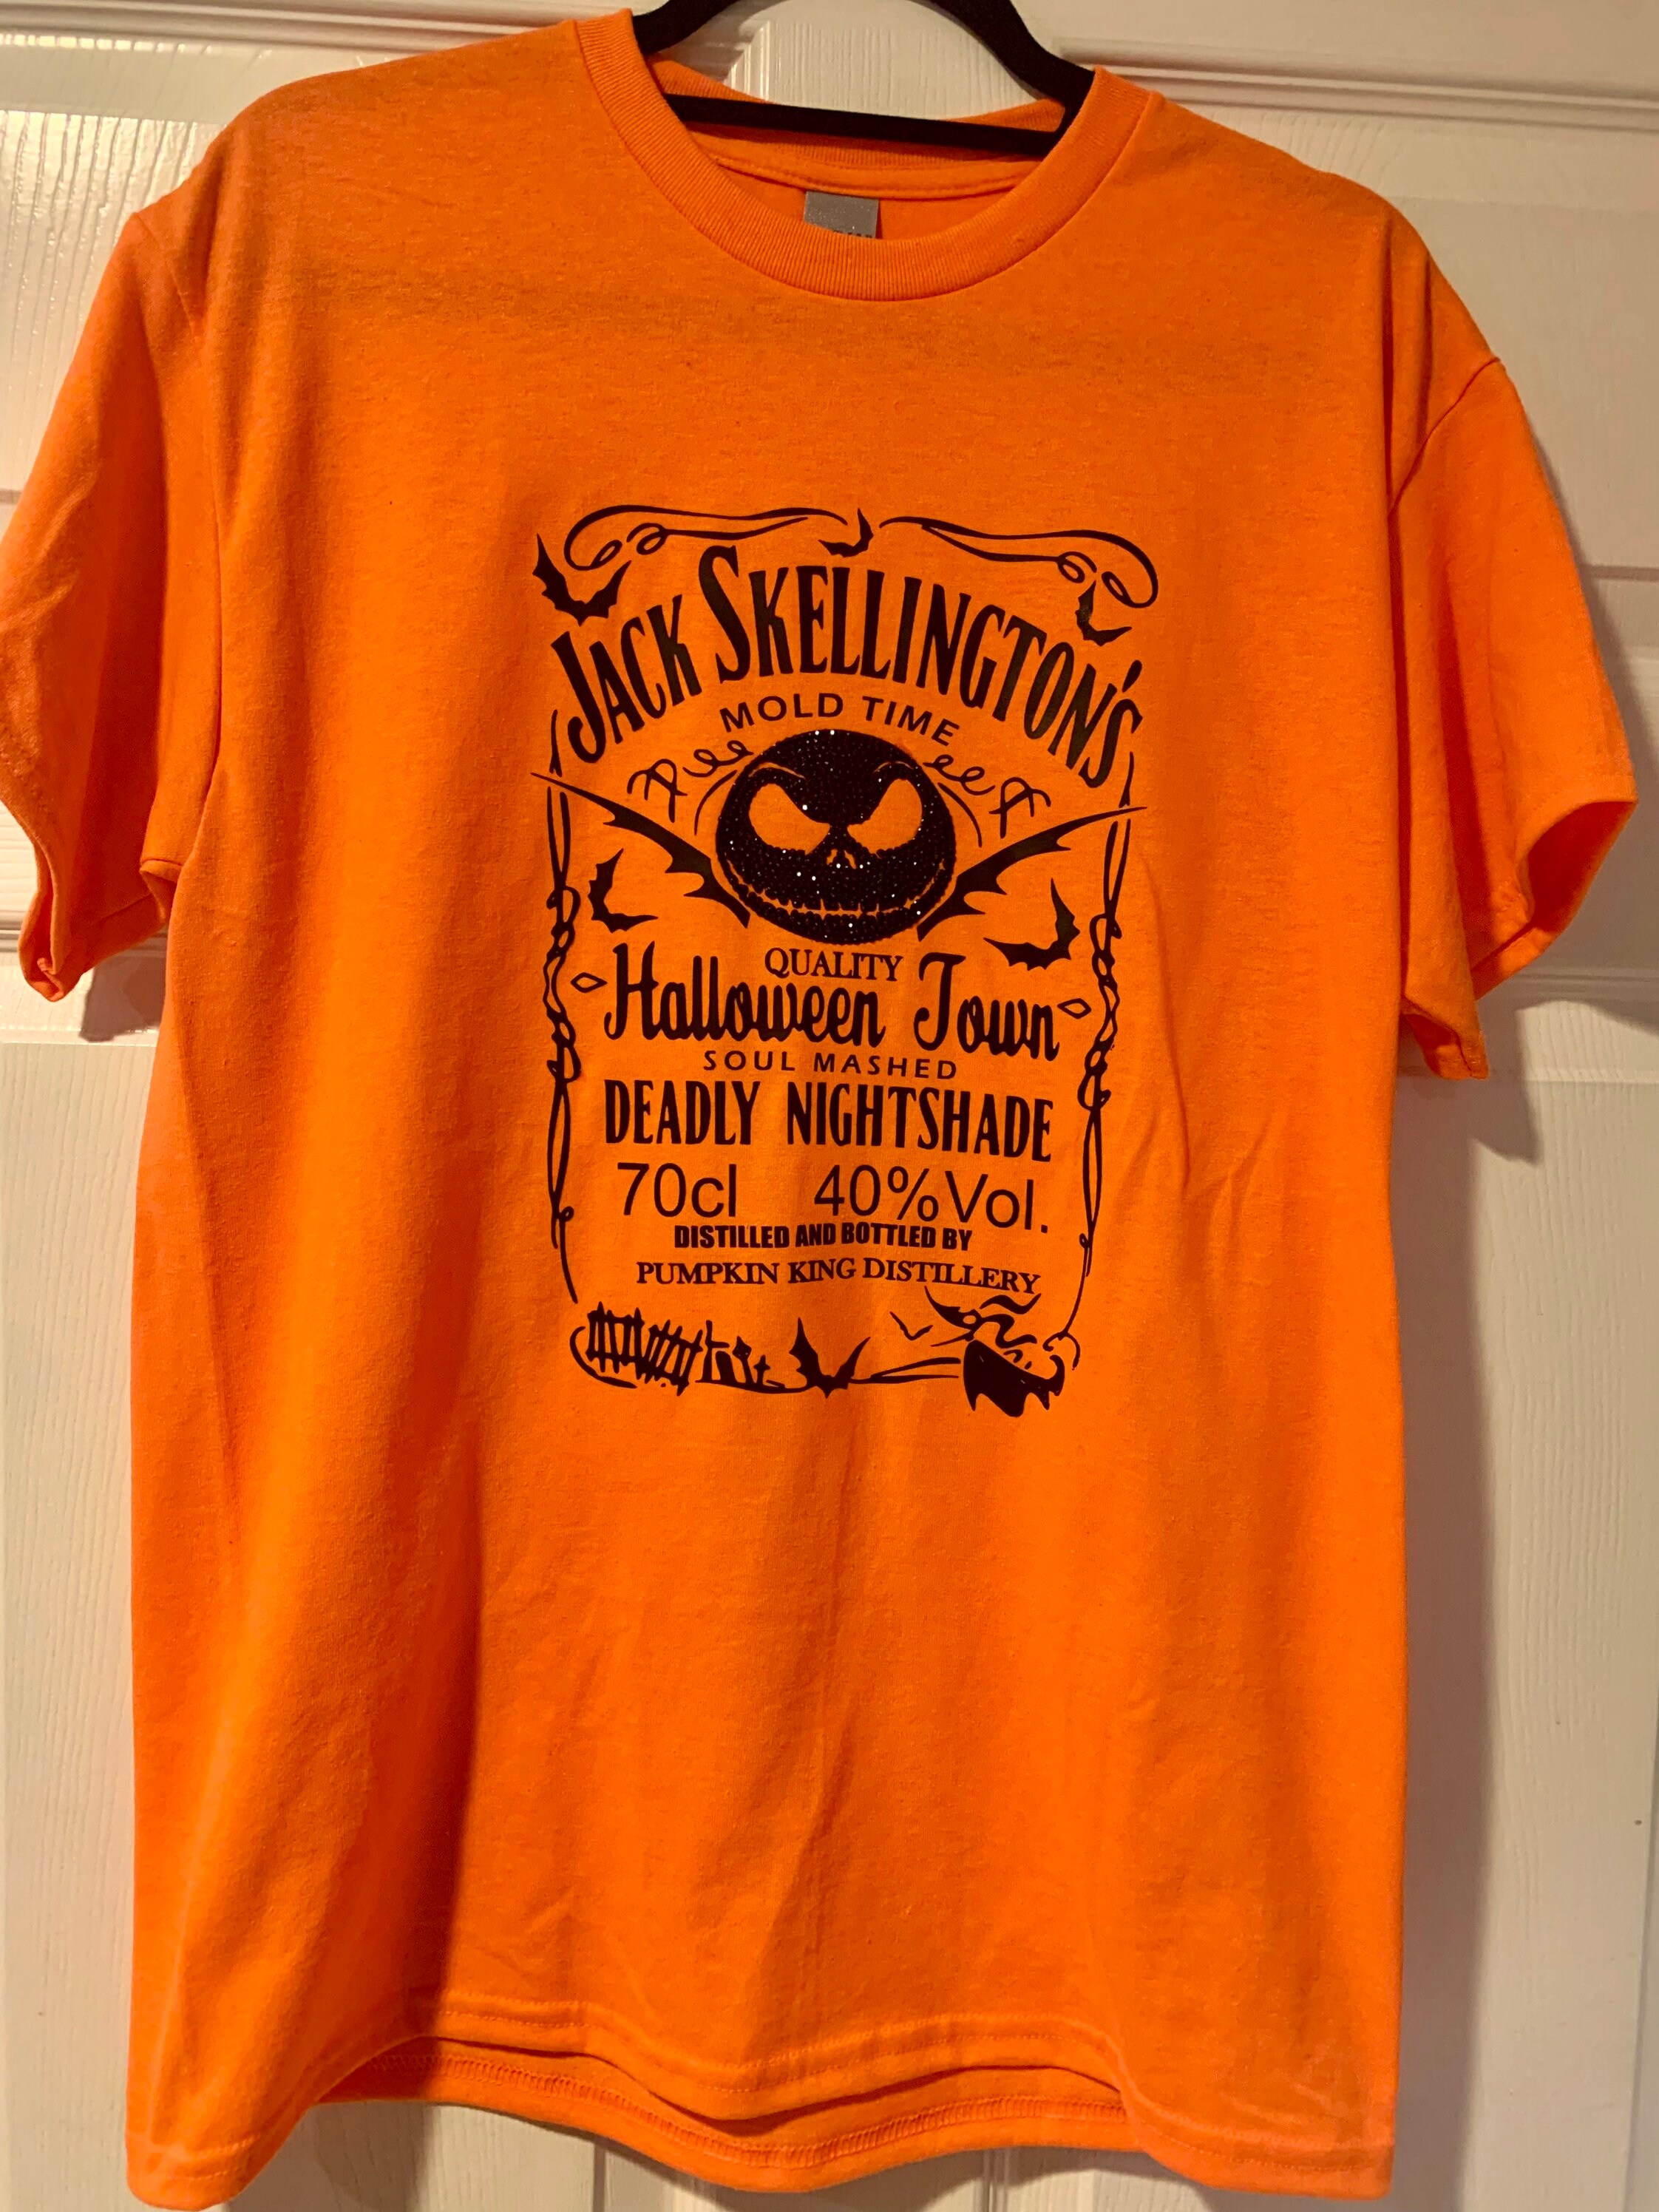 JACK SKELLINGTON'S
MOLD TIME
QUALITY
Halloween Town
SOUL MASHED
DEADLY NIGHTSHADE
70cl 40%Vol.
DISTILLED AND BOTTLED BY
PUMPKIN KING DISTILLERY